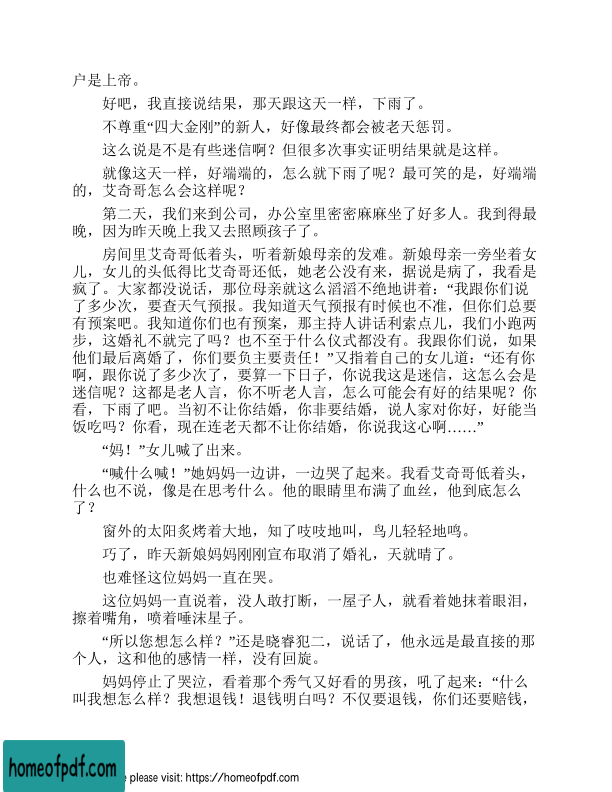 户是上帝。
好吧，我直接说结果，那天跟这天一样，下雨了。
不尊重“四大金刚”的新人，好像最终都会被老天惩罚。
这么说是不是有些迷信啊？但很多次事实证明结果就是这样。
就像这天一样，好端端的，怎么就下雨了呢？最可笑的是，好端端
的，艾奇哥怎么会这样呢？
第二天，我们来到公司，办公室里密密麻麻坐了好多人。我到得最
晚，因为昨天晚上我又去照顾孩子了。
房间里艾奇哥低着头，听着新娘母亲的发难。新娘母亲一旁坐着女
儿，女儿的头低得比艾奇哥还低，她老公没有来，据说是病了，我看是
疯了。大家都没说话，那位母亲就这么滔滔不绝地讲着：“我跟你们说
了多少次，要查天气预报。我知道天气预报有时候也不准，但你们总要
有预案吧。我知道你们也有预案，那主持人讲话利索点儿，我们小跑两
步，这婚礼不就完了吗？也不至于什么仪式都没有。我跟你们说，如果
他们最后离婚了，你们要负主要责任！”又指着自己的女儿道：“还有你
啊，跟你说了多少次了，要算一下日子，你说我这是迷信，这怎么会是
迷信呢？这都是老人言，你不听老人言，怎么可能会有好的结果呢？你
看，下雨了吧。当初不让你结婚，你非要结婚，说人家对你好，好能当
饭吃吗？你看，现在连老天都不让你结婚，你说我这心啊……”
“妈！”女儿喊了出来。
“喊什么喊！”她妈妈一边讲，一边哭了起来。我看艾奇哥低着头，
什么也不说，像是在思考什么。他的眼睛里布满了血丝，他到底怎么
了？
窗外的太阳炙烤着大地，知了吱吱地叫，鸟儿轻轻地鸣。
巧了，昨天新娘妈妈刚刚宣布取消了婚礼，天就晴了。
也难怪这位妈妈一直在哭。
这位妈妈一直说着，没人敢打断，一屋子人，就看着她抹着眼泪，
擦着嘴角，喷着唾沫星子。
“所以您想怎么样？”还是晓睿犯二，说话了，他永远是最直接的那
个人，这和他的感情一样，没有回旋。
妈妈停止了哭泣，看着那个秀气又好看的男孩，吼了起来：“什么
叫我想怎么样？我想退钱！退钱明白吗？不仅要退钱，你们还要赔钱，
homeofpdf.com
e please visit: https://homeofpdf.com